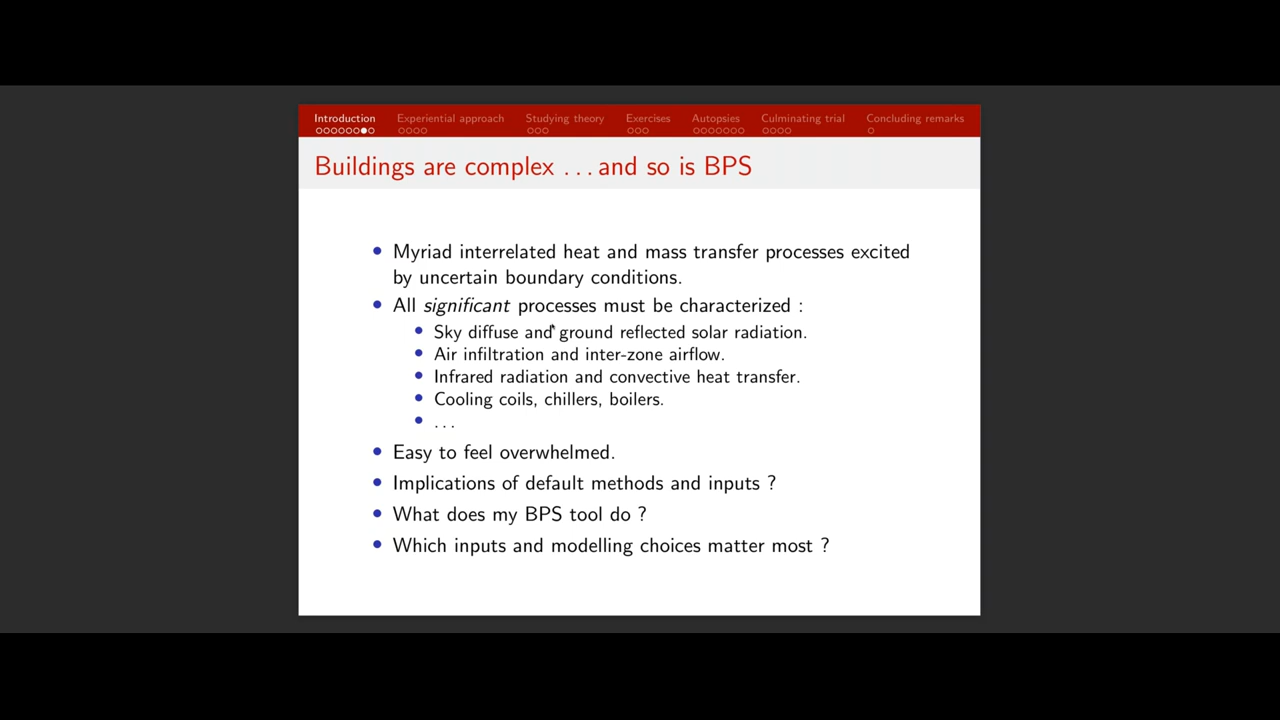 Introduction Experiential approach Studying theory Exercises Autopsies Culminating trial Concluding remarks
Buildings are complex ... and so is BPS
• Myriad interrelated heat and mass transfer processes excited
by uncertain boundary conditions.
• All significant processes must be characterized :
• Sky diffuse and ground reflected solar radiation.
• Air infiltration and inter-zone airflow.
• Infrared radiation and convective heat transfer.
• Cooling coils, chillers, boilers.
• ...
• Easy to feel overwhelmed.
• Implications of default methods and inputs ?
• What does my BPS tool do ?
• Which inputs and modelling choices matter most ?